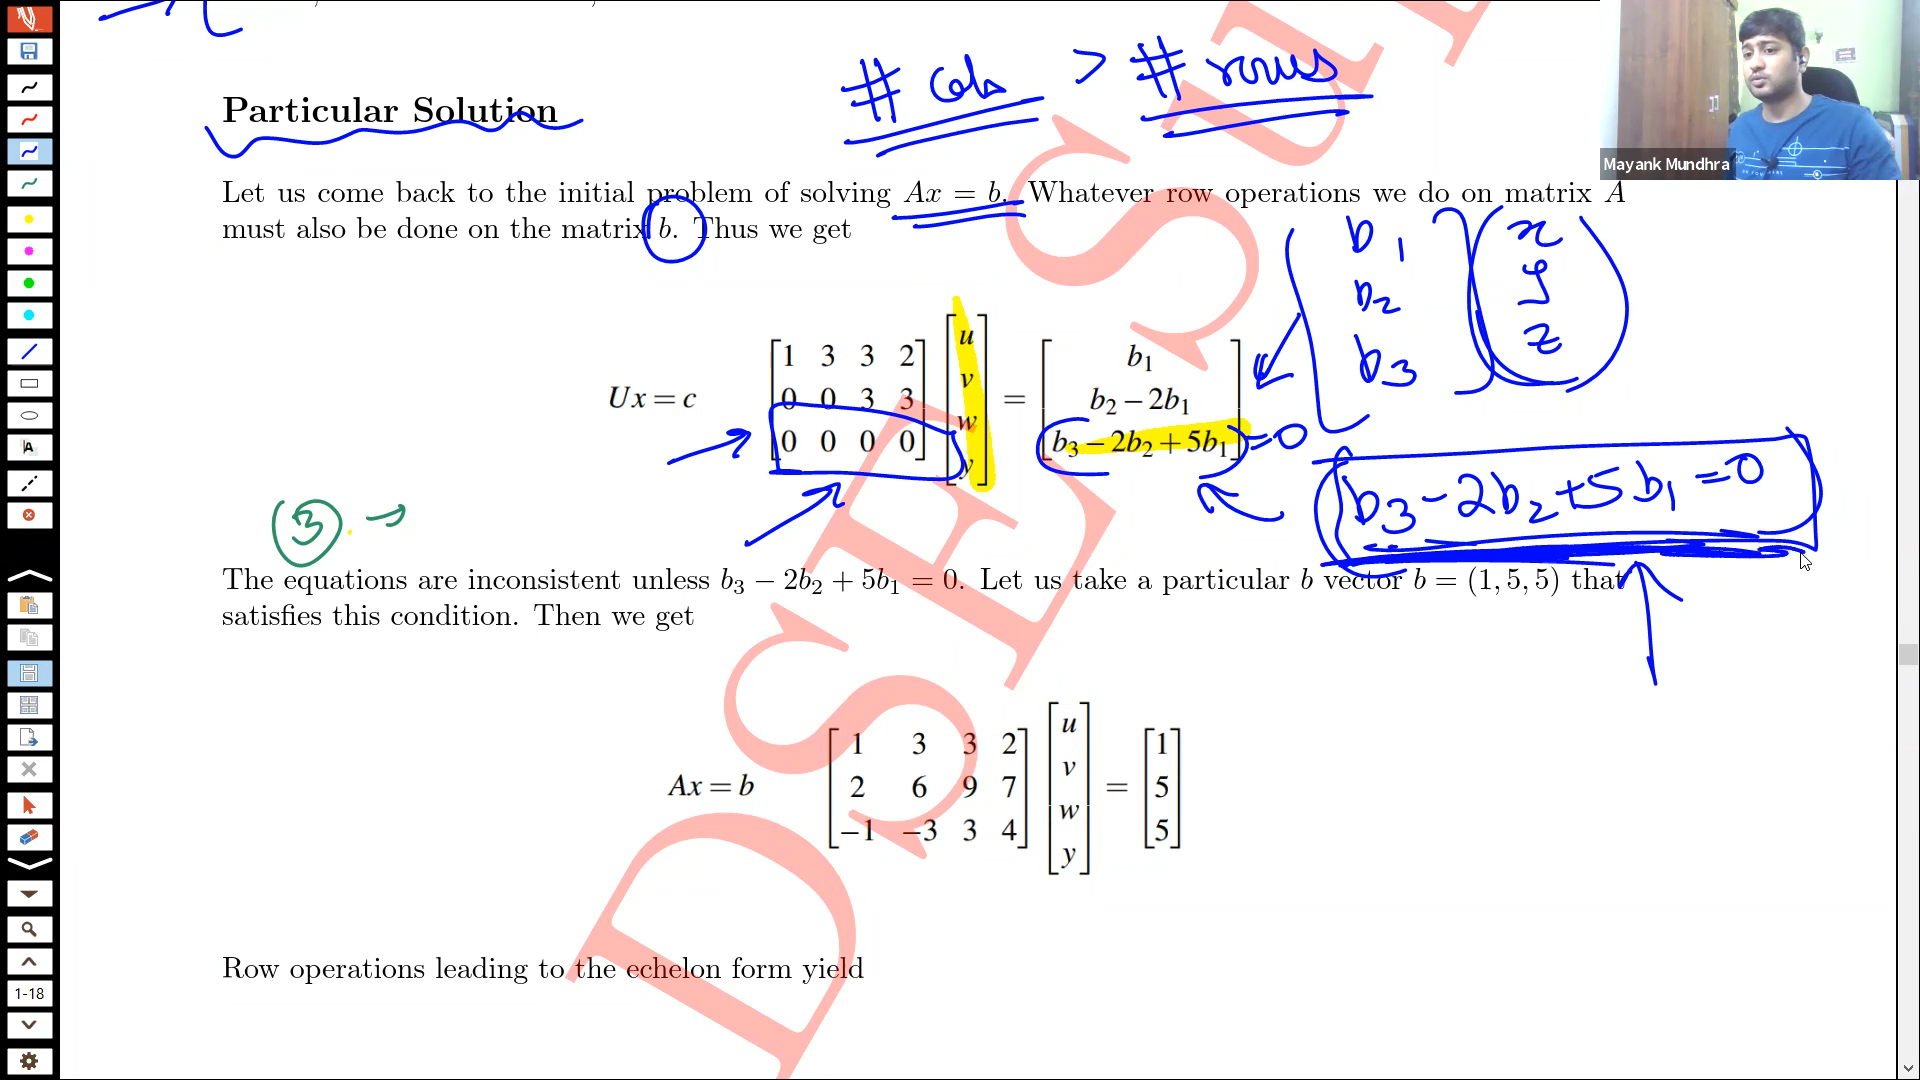 # cols > # rows
Mayank Mundhra
Particular Solution
Let us come back to the initial problem of solving Ax = b. Whatever row operations we do on matrix A
must also be done on the matrix b. Thus we get
b1 x
b2 y
b3 z
Ux = c [1 3 3 2; 0 0 3 3; 0 0 0 0] [u; v; w; y] = [b1; b2 − 2b1; b3 − 2b2 + 5b1] = 0
b3 − 2b2 + 5b1 = 0
3 →
The equations are inconsistent unless b3 − 2b2 + 5b1 = 0. Let us take a particular b vector b = (1, 5, 5) that
satisfies this condition. Then we get
Ax = b [1 3 3 2; 2 6 9 7; −1 −3 3 4] [u; v; w; y] = [1; 5; 5]
Row operations leading to the echelon form yield
1-18